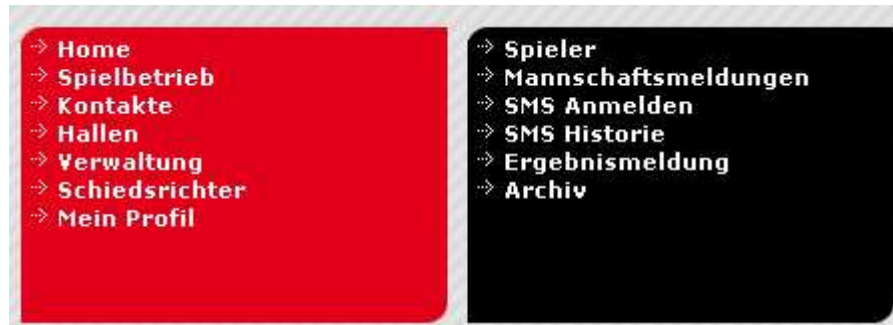 Home
Spielbetrieb
Kontakte
Hallen
Verwaltung
Schiedsrichter
Mein Profil
Spieler
Mannschaftsmeldungen
SMS Anmelden
SMS Historie
Ergebnismeldung
Archiv